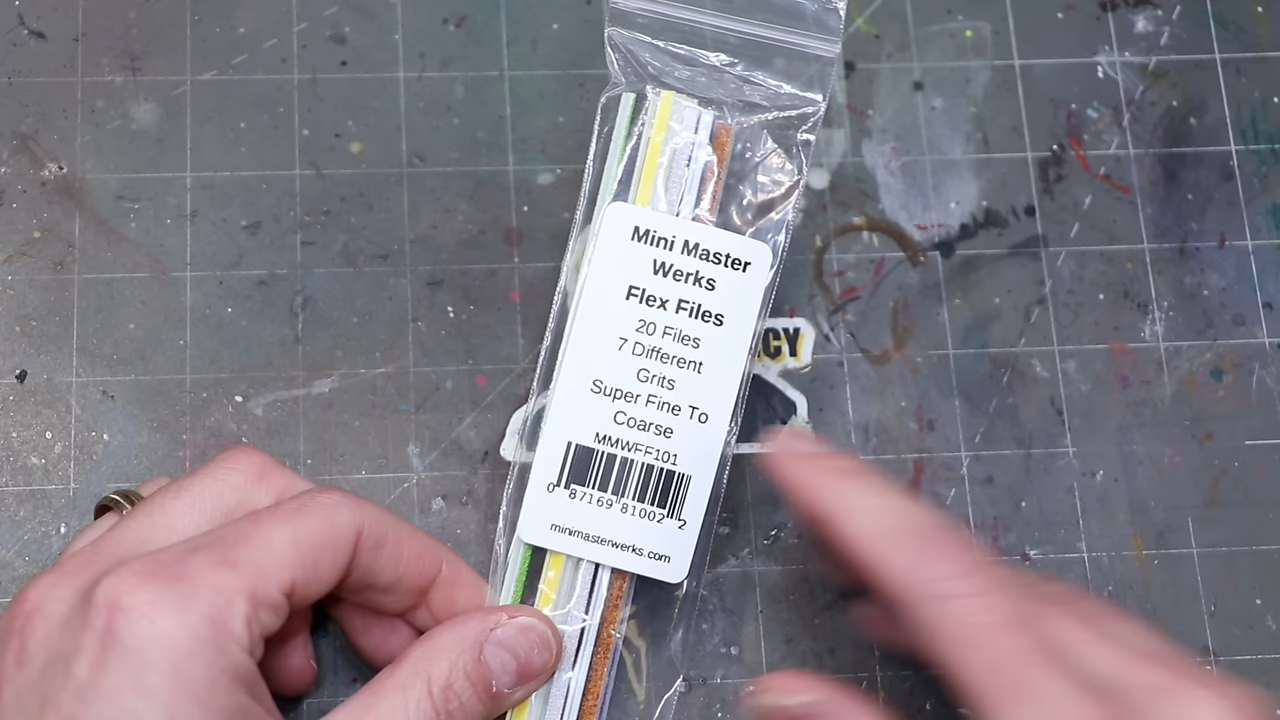 Mini Master
Werks
Flex Files
20 Files
7 Different
Grits
Super Fine To
Coarse
MMWFF101
0 87169 81002 2
minimasterwerks.com